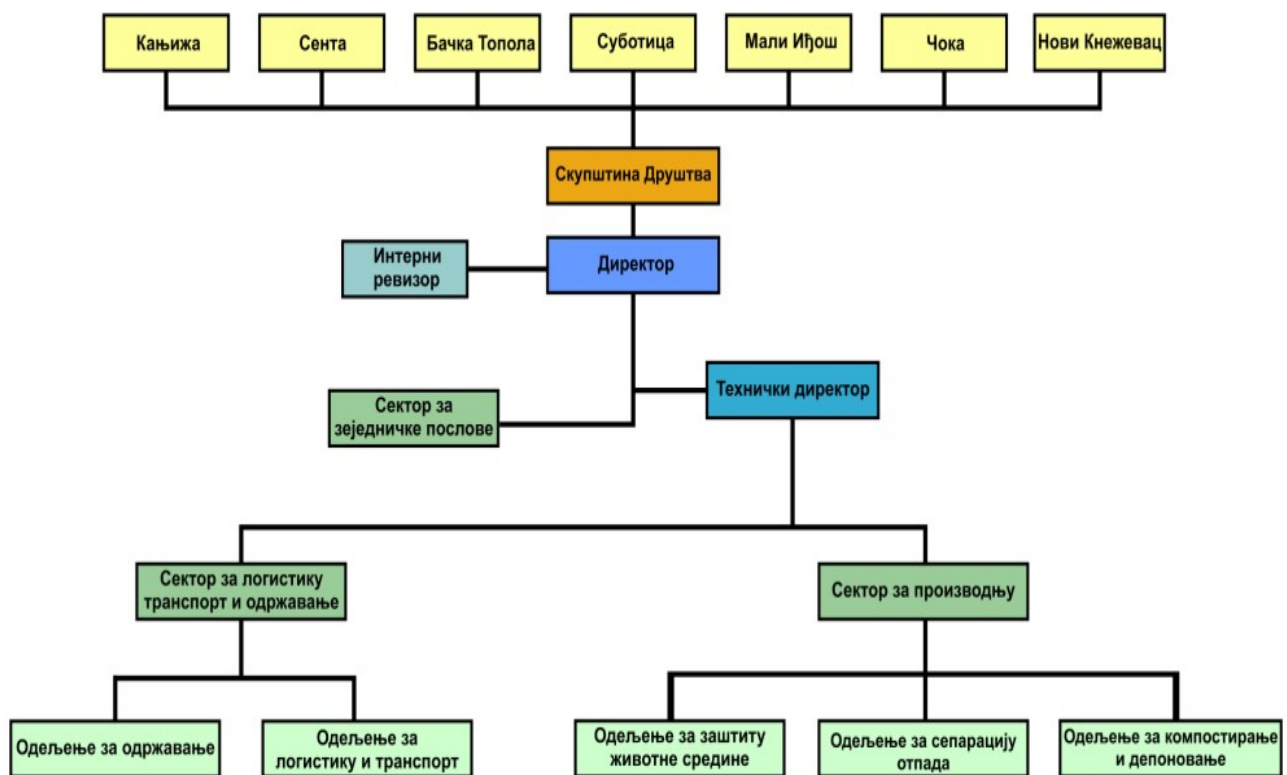 Кањижа
Сента
Бачка Топола
Суботица
Мали Иђош
Чока
Нови Кнежевац
Скупштина Друштва
Интерни
ревизор
Директор
Технички директор
Сектор за
зеједничке послове
Сектор за логистику
транспорт и одржавање
Сектор за производњу
Одељење за одржавање
Одељење за
логистику и транспорт
Одељење за заштиту
животне средине
Одељење за сепарацију
отпада
Одељење за компостирање
и депоновање